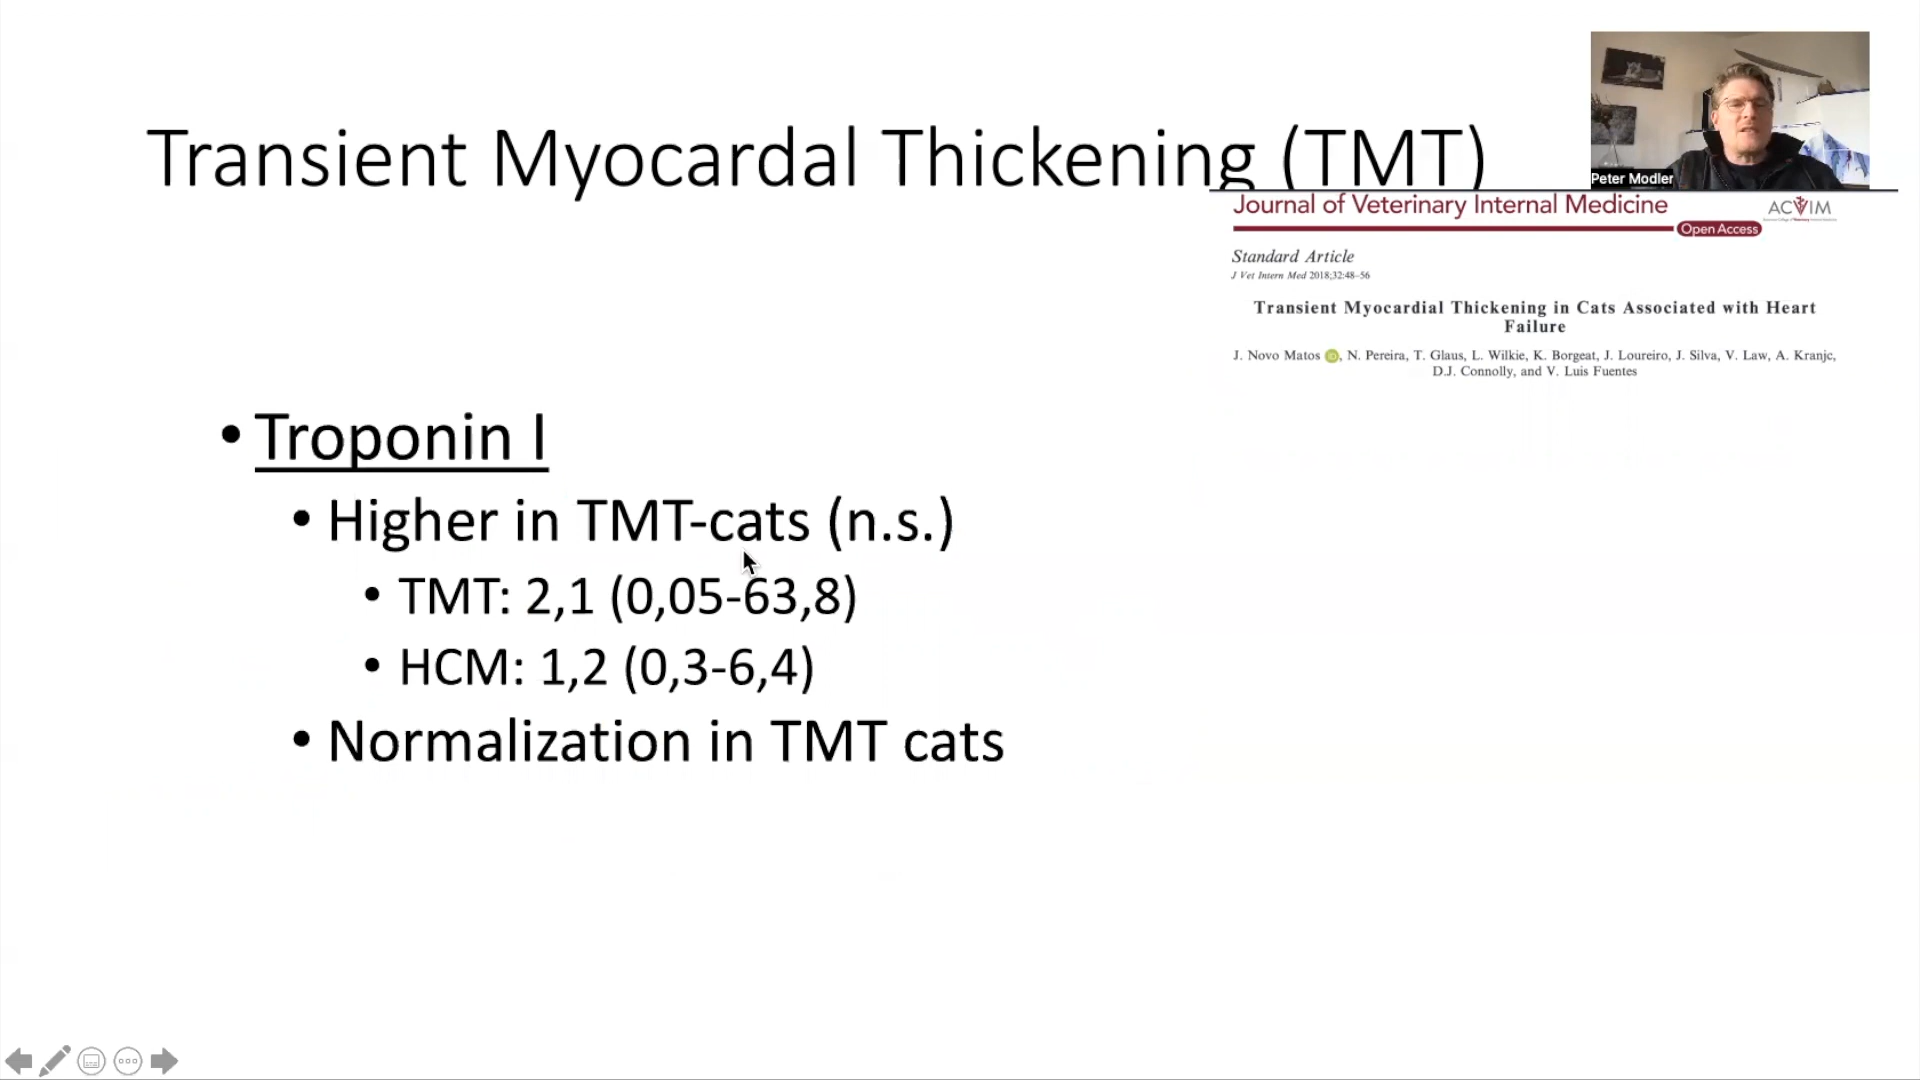 Transient Myocardal Thickening (TMT)
Peter Modler
Journal of Veterinary Internal Medicine
ACVIM
Open Access
Standard Article
J Vet Intern Med 2018;32:48–56
Transient Myocardial Thickening in Cats Associated with Heart
Failure
J. Novo Matos iD, N. Pereira, T. Glaus, L. Wilkie, K. Borgeat, J. Loureiro, J. Silva, V. Law, A. Kranjc,
D.J. Connolly, and V. Luis Fuentes
• Troponin I
• Higher in TMT-cats (n.s.)
• TMT: 2,1 (0,05-63,8)
• HCM: 1,2 (0,3-6,4)
• Normalization in TMT cats